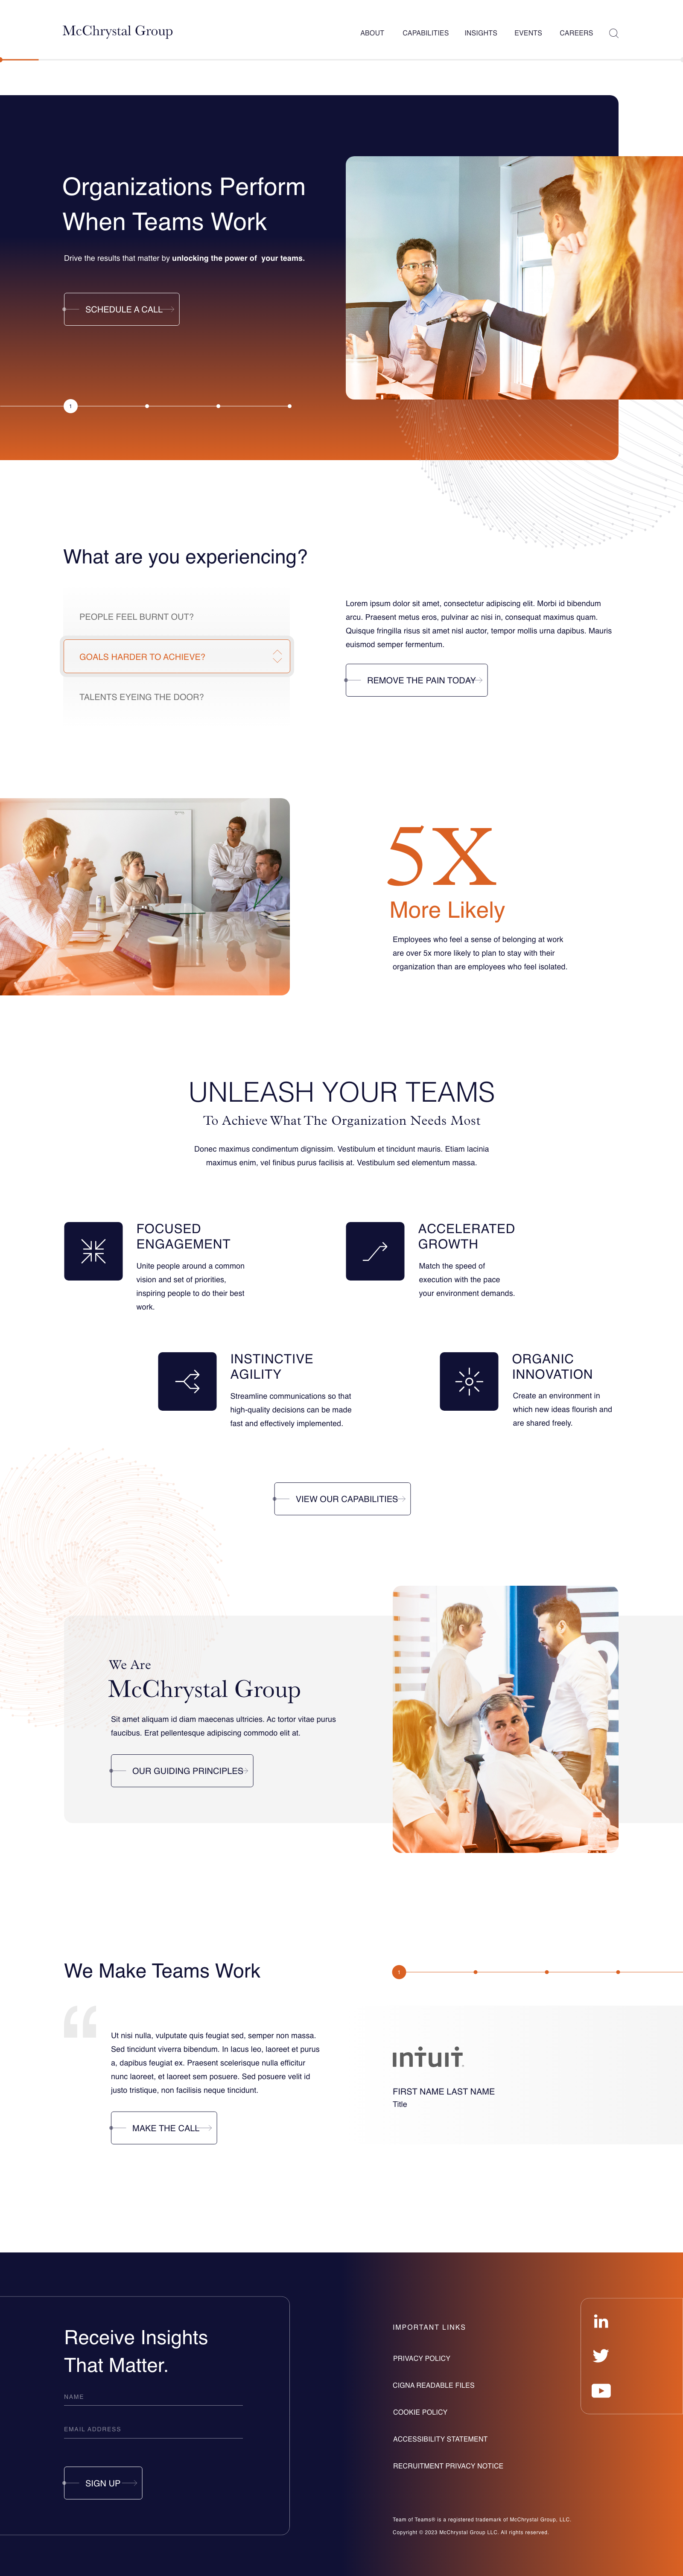 McChrystal Group
ABOUT CAPABILITIES INSIGHTS EVENTS CAREERS
Organizations Perform
When Teams Work
Drive the results that matter by unlocking the power of your teams.
SCHEDULE A CALL
1
What are you experiencing?
PEOPLE FEEL BURNT OUT?
GOALS HARDER TO ACHIEVE?
TALENTS EYEING THE DOOR?
Lorem ipsum dolor sit amet, consectetur adipiscing elit. Morbi id bibendum
arcu. Praesent metus eros, pulvinar ac nisi in, consequat maximus quam.
Quisque fringilla risus sit amet nisl auctor, tempor mollis urna dapibus. Mauris
euismod semper fermentum.
REMOVE THE PAIN TODAY
5X
More Likely
Employees who feel a sense of belonging at work
are over 5x more likely to plan to stay with their
organization than are employees who feel isolated.
UNLEASH YOUR TEAMS
To Achieve What The Organization Needs Most
Donec maximus condimentum dignissim. Vestibulum et tincidunt mauris. Etiam lacinia
maximus enim, vel finibus purus facilisis at. Vestibulum sed elementum massa.
FOCUSED
ENGAGEMENT
Unite people around a common
vision and set of priorities,
inspiring people to do their best
work.
ACCELERATED
GROWTH
Match the speed of
execution with the pace
your environment demands.
INSTINCTIVE
AGILITY
Streamline communications so that
high-quality decisions can be made
fast and effectively implemented.
ORGANIC
INNOVATION
Create an environment in
which new ideas flourish and
are shared freely.
VIEW OUR CAPABILITIES
We Are
McChrystal Group
Sit amet aliquam id diam maecenas ultricies. Ac tortor vitae purus
faucibus. Erat pellentesque adipiscing commodo elit at.
OUR GUIDING PRINCIPLES
We Make Teams Work
1
Ut nisi nulla, vulputate quis feugiat sed, semper non massa.
Sed tincidunt viverra bibendum. In lacus leo, laoreet et purus
a, dapibus feugiat ex. Praesent scelerisque nulla efficitur
nunc laoreet, et laoreet sem posuere. Sed posuere velit id
justo tristique, non facilisis neque tincidunt.
MAKE THE CALL
intuit
FIRST NAME LAST NAME
Title
Receive Insights
That Matter.
NAME
EMAIL ADDRESS
SIGN UP
IMPORTANT LINKS
PRIVACY POLICY
CIGNA READABLE FILES
COOKIE POLICY
ACCESSIBILITY STATEMENT
RECRUITMENT PRIVACY NOTICE
in
Team of Teams® is a registered trademark of McChrystal Group, LLC.
Copyright © 2023 McChrystal Group LLC. All rights reserved.